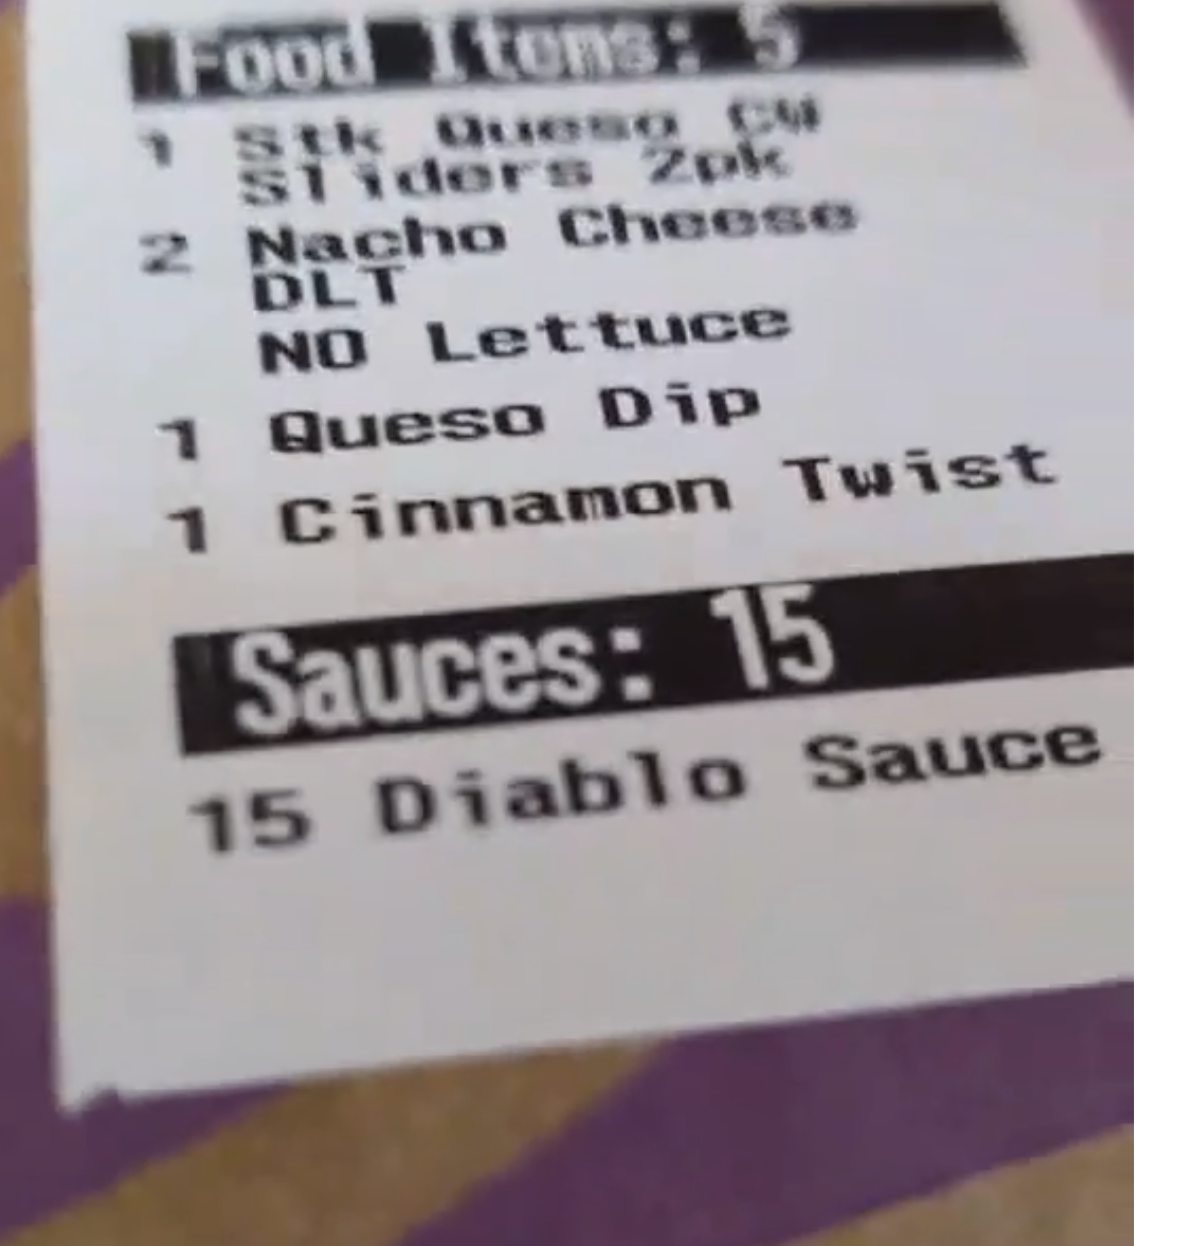 Food Items: 5
1 Stk Queso CW
Sliders 2pk
2 Nacho Cheese
DLT
NO Lettuce
1 Queso Dip
1 Cinnamon Twist
Sauces: 15
15 Diablo Sauce